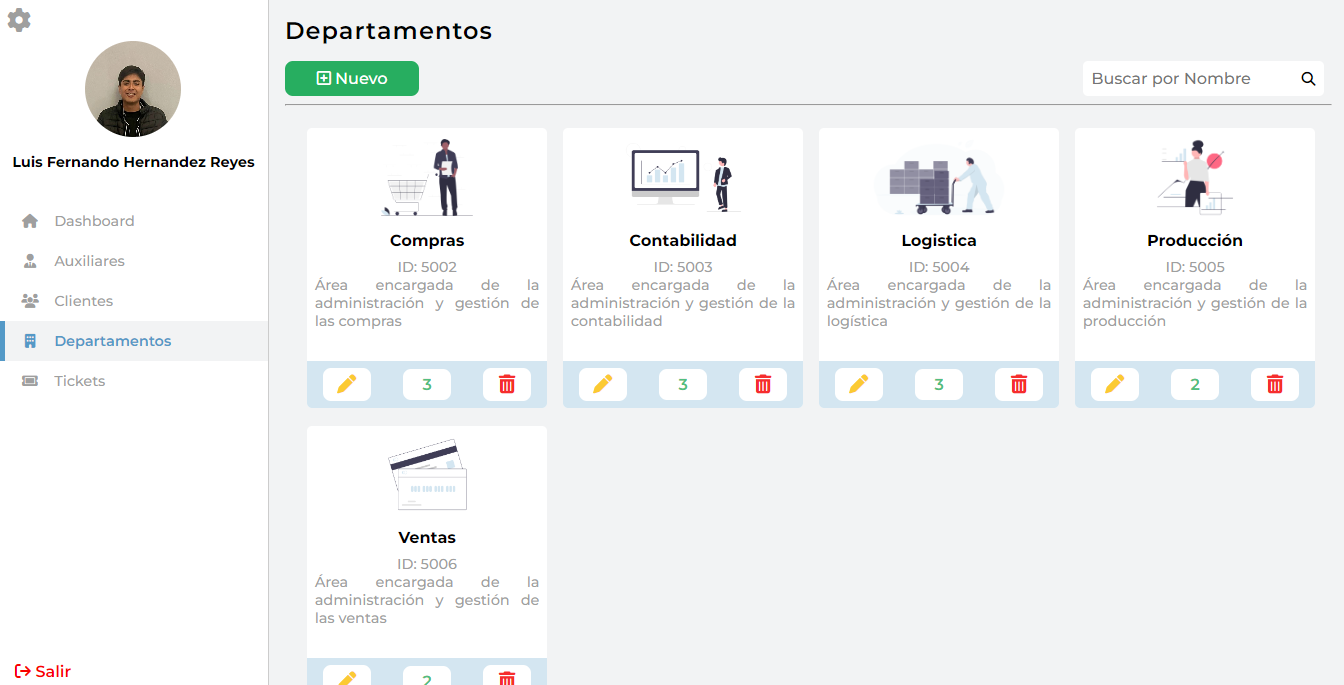 Departamentos
Nuevo
Buscar por Nombre
Luis Fernando Hernandez Reyes
Dashboard
Auxiliares
Clientes
Departamentos
Tickets
Salir
Compras
ID: 5002
Área encargada de la
administración y gestión de
las compras
3
Contabilidad
ID: 5003
Área encargada de la
administración y gestión de la
contabilidad
3
Logistica
ID: 5004
Área encargada de la
administración y gestión de la
logística
3
Producción
ID: 5005
Área encargada de la
administración y gestión de la
producción
2
Ventas
ID: 5006
Área encargada de la
administración y gestión de
las ventas
2